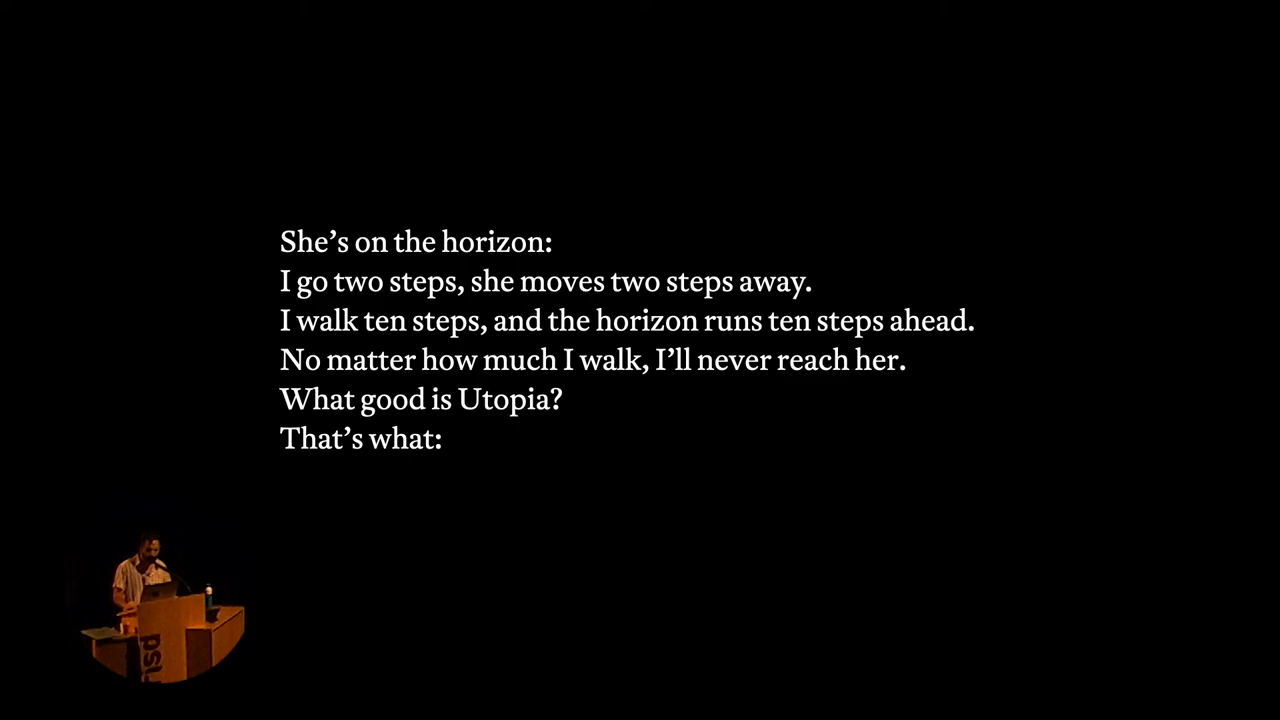 She’s on the horizon:
I go two steps, she moves two steps away.
I walk ten steps, and the horizon runs ten steps ahead.
No matter how much I walk, I’ll never reach her.
What good is Utopia?
That’s what: